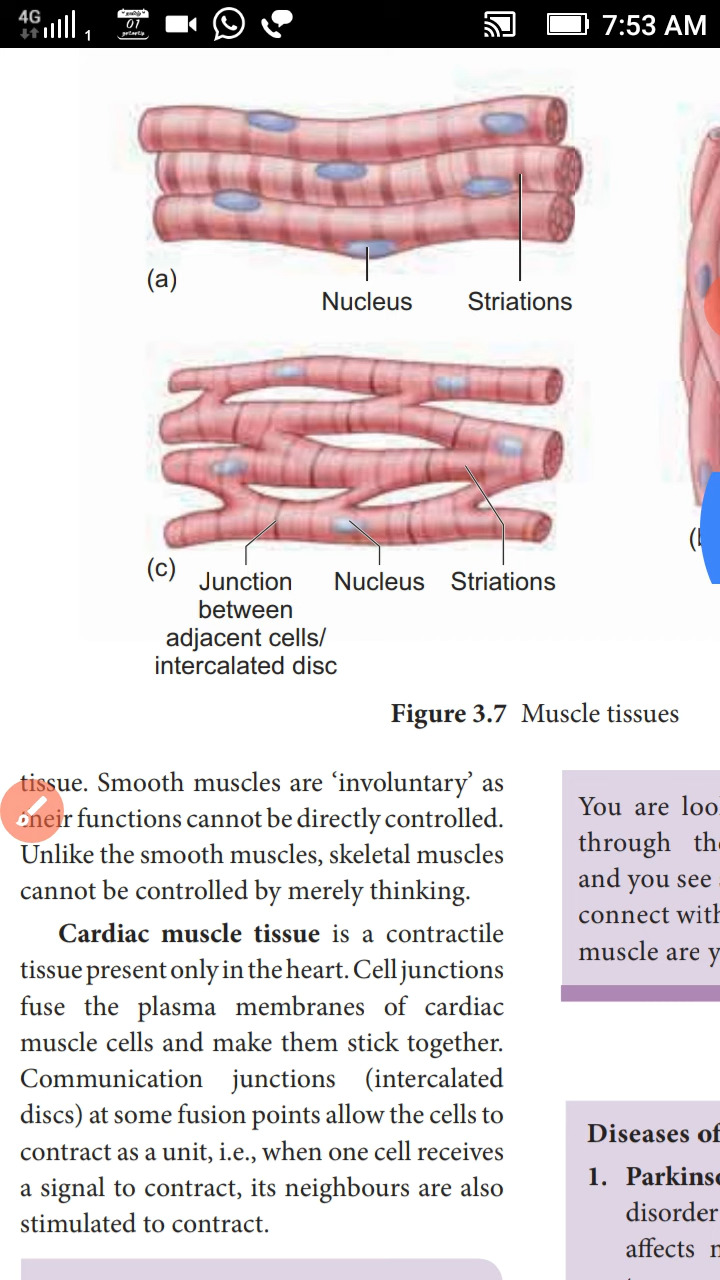 4G 1 01 7:53 AM
(a)
Nucleus Striations
(c)
Junction Nucleus Striations
between
adjacent cells/
intercalated disc
Figure 3.7 Muscle tissues
tissue. Smooth muscles are ‘involuntary’ as
their functions cannot be directly controlled.
Unlike the smooth muscles, skeletal muscles
cannot be controlled by merely thinking.
Cardiac muscle tissue is a contractile
tissue present only in the heart. Cell junctions
fuse the plasma membranes of cardiac
muscle cells and make them stick together.
Communication junctions (intercalated
discs) at some fusion points allow the cells to
contract as a unit, i.e., when one cell receives
a signal to contract, its neighbours are also
stimulated to contract.
You are
through
and you see
connect with
muscle are
Diseases of
1.
disorder
affects